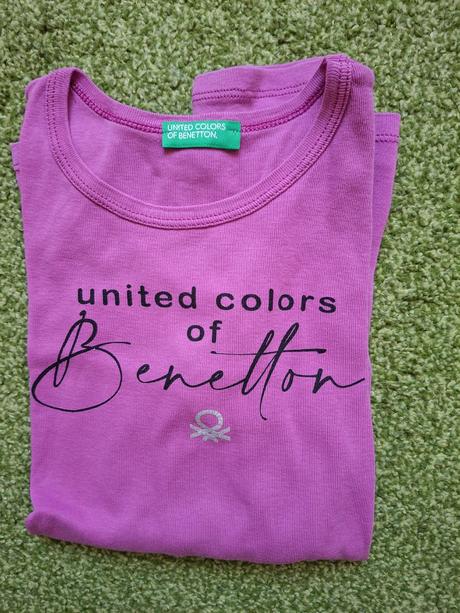 UNITED COLORS
OF BENETTON.
united colors
of
Benetton